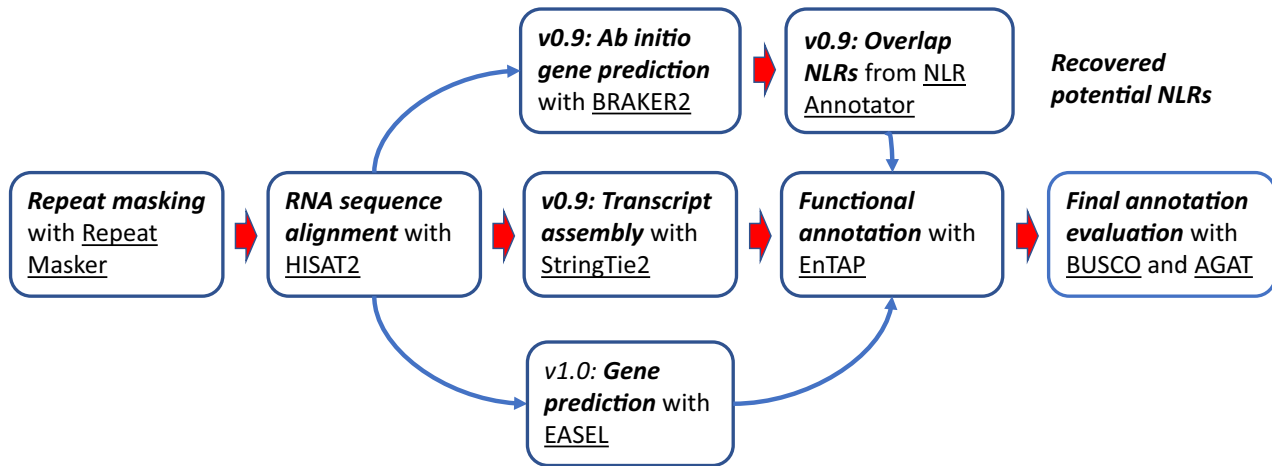 v0.9: Ab initio
gene prediction
with BRAKER2
v0.9: Overlap
NLRs from NLR
Annotator
Recovered
potential NLRs
Repeat masking
with Repeat
Masker
RNA sequence
alignment with
HISAT2
v0.9: Transcript
assembly with
StringTie2
Functional
annotation with
EnTAP
Final annotation
evaluation with
BUSCO and AGAT
v1.0: Gene
prediction with
EASEL